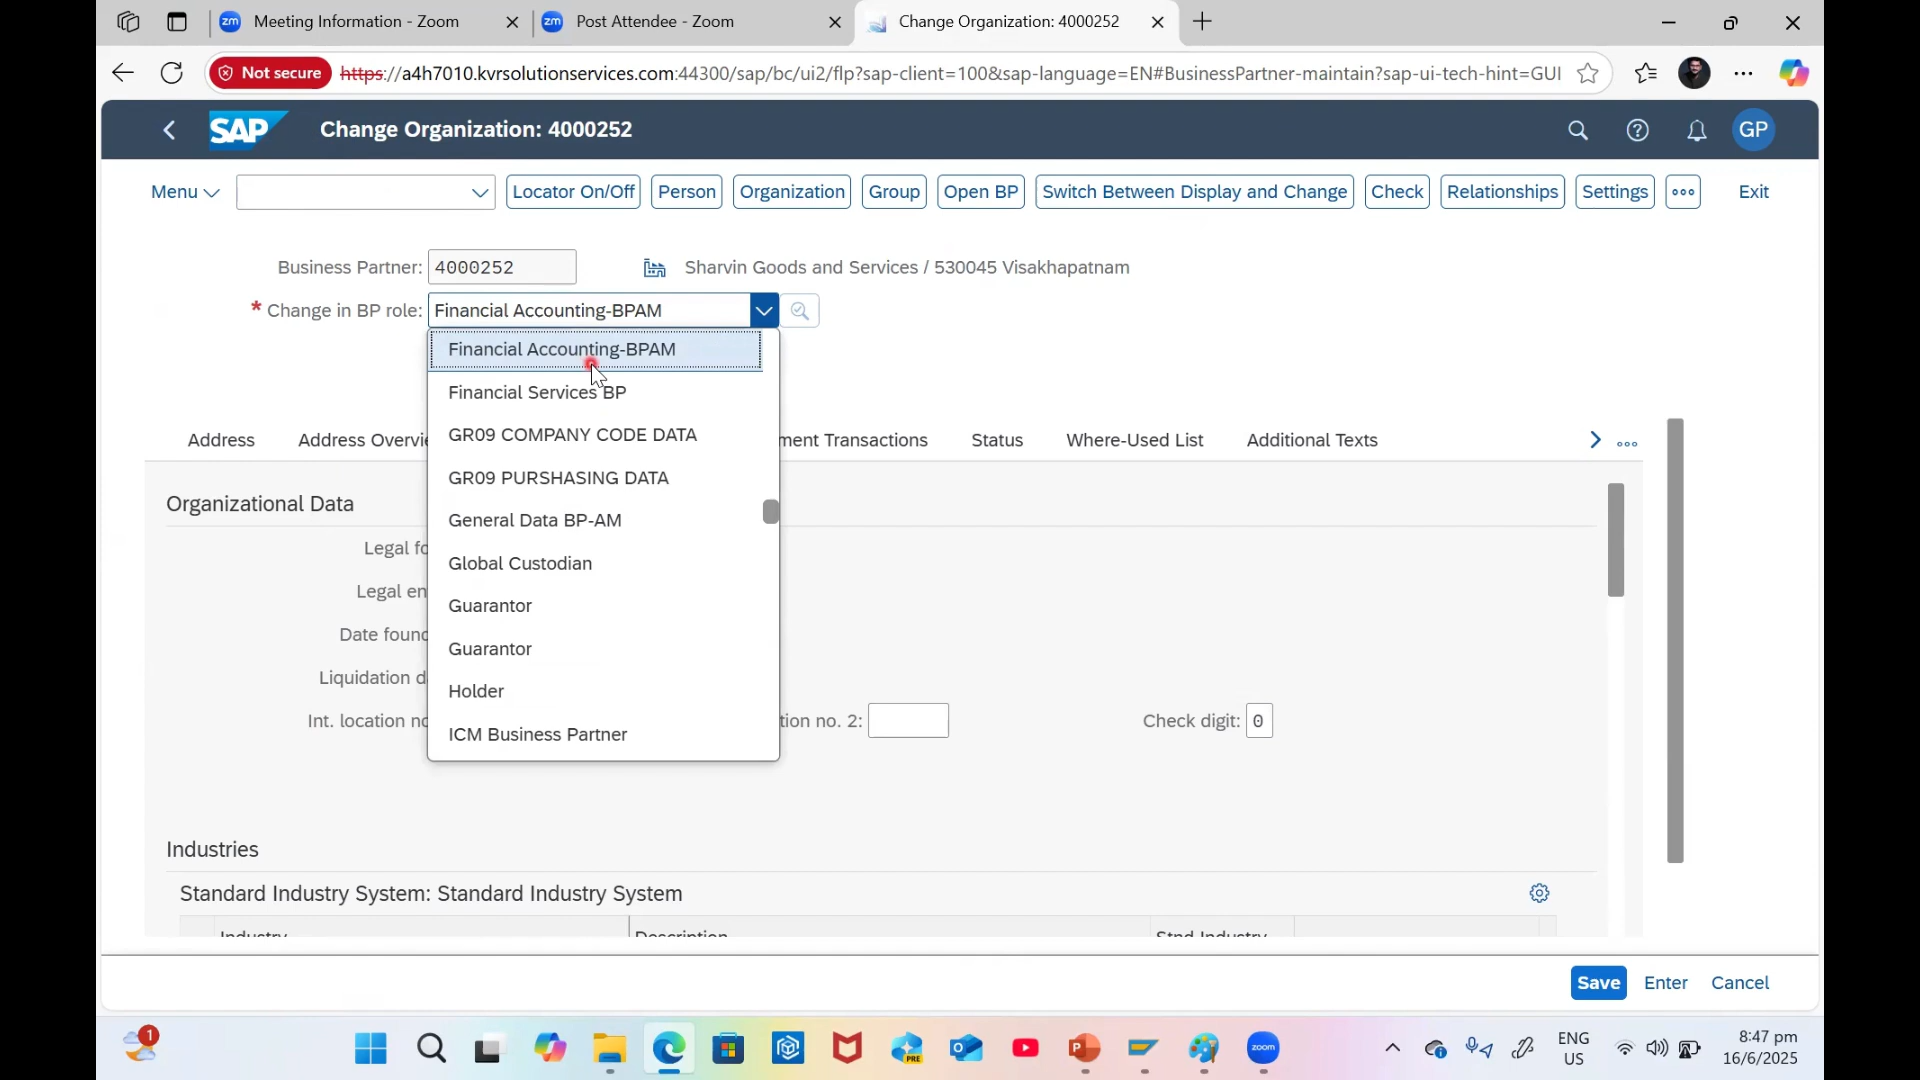 Meeting Information - Zoom
Post Attendee - Zoom
Change Organization: 4000252
Not secure
https://a4h7010.kvrsolutionservices.com:44300/sap/bc/ui2/flp?sap-client=100&sap-language=EN#BusinessPartner-maintain?sap-ui-tech-hint=GUI
SAP
Change Organization: 4000252
GP
Menu
Locator On/Off
Person
Organization
Group
Open BP
Switch Between Display and Change
Check
Relationships
Settings
Exit
Business Partner: 4000252
Sharvin Goods and Services / 530045 Visakhapatnam
* Change in BP role: Financial Accounting-BPAM
Financial Accounting-BPAM
Financial Services BP
GR09 COMPANY CODE DATA
GR09 PURSHASING DATA
General Data BP-AM
Global Custodian
Guarantor
Guarantor
Holder
ICM Business Partner
Address
Address Overvie
ment Transactions
Status
Where-Used List
Additional Texts
Organizational Data
Legal fo
Legal en
Date found
Liquidation d
Int. location no
tion no. 2:
Check digit: 0
Industries
Standard Industry System: Standard Industry System
Industry
Description
Stnd Industry
Save
Enter
Cancel
1
PRE
zoom
ENG
US
8:47 pm
16/6/2025